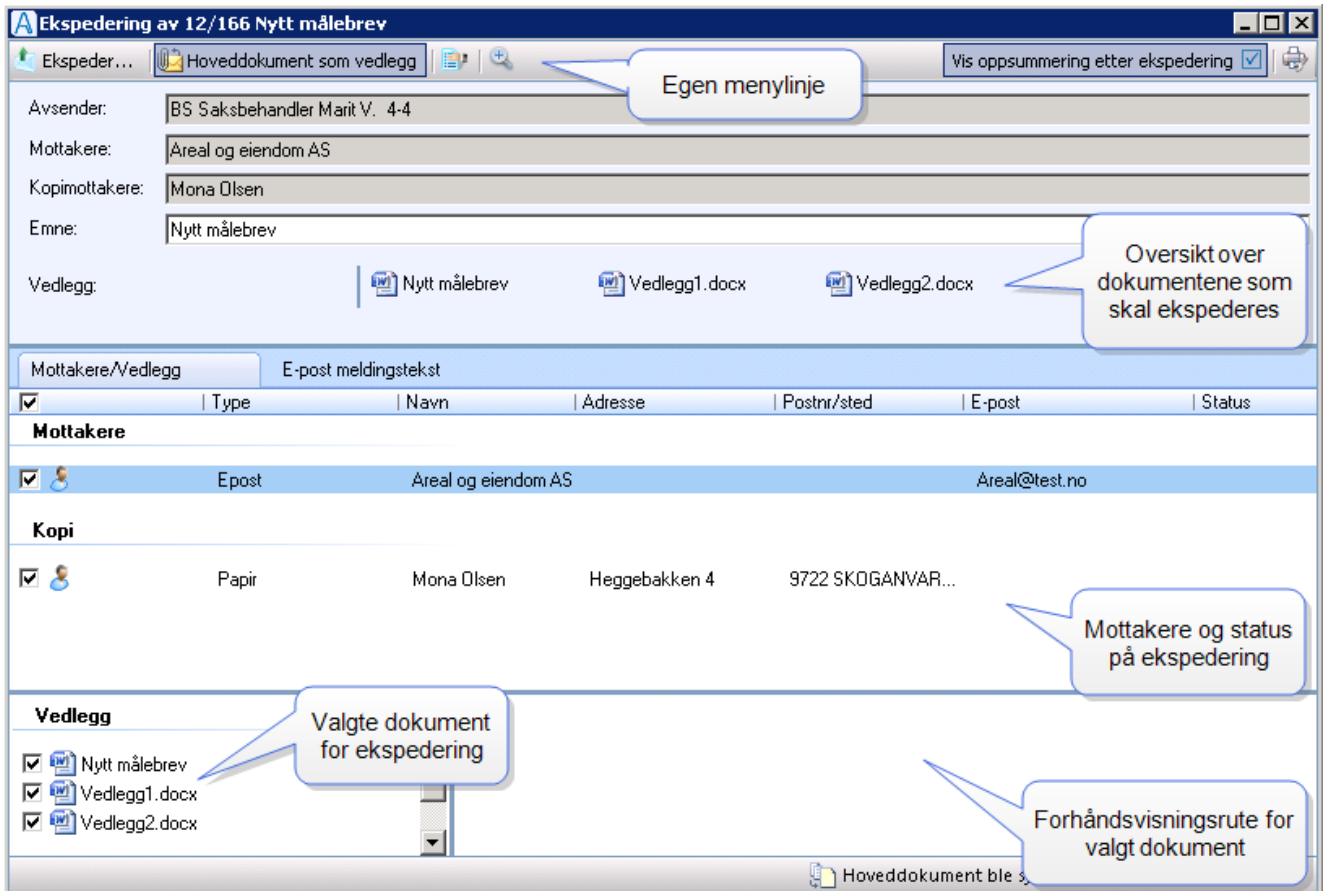 Ekspedering av 12/166 Nytt målebrev
Ekspeder... Hoveddokument som vedlegg Vis oppsummering etter ekspedering
Egen menylinje
Avsender: BS Saksbehandler Marit V. 4-4
Mottakere: Areal og eiendom AS
Kopimottakere: Mona Olsen
Emne: Nytt målebrev
Vedlegg: Nytt målebrev Vedlegg1.docx Vedlegg2.docx
Oversikt over
dokumentene som
skal ekspederes
Mottakere/Vedlegg E-post meldingstekst
Type Navn Adresse Postnr/sted E-post Status
Mottakere
Epost Areal og eiendom AS Areal@test.no
Kopi
Papir Mona Olsen Heggebakken 4 9722 SKOGANVAR...
Mottakere og status
på ekspedering
Vedlegg
Valgte dokument
for ekspedering
Nytt målebrev
Vedlegg1.docx
Vedlegg2.docx
Forhåndsvisningsrute for
valgt dokument
Hoveddokument ble